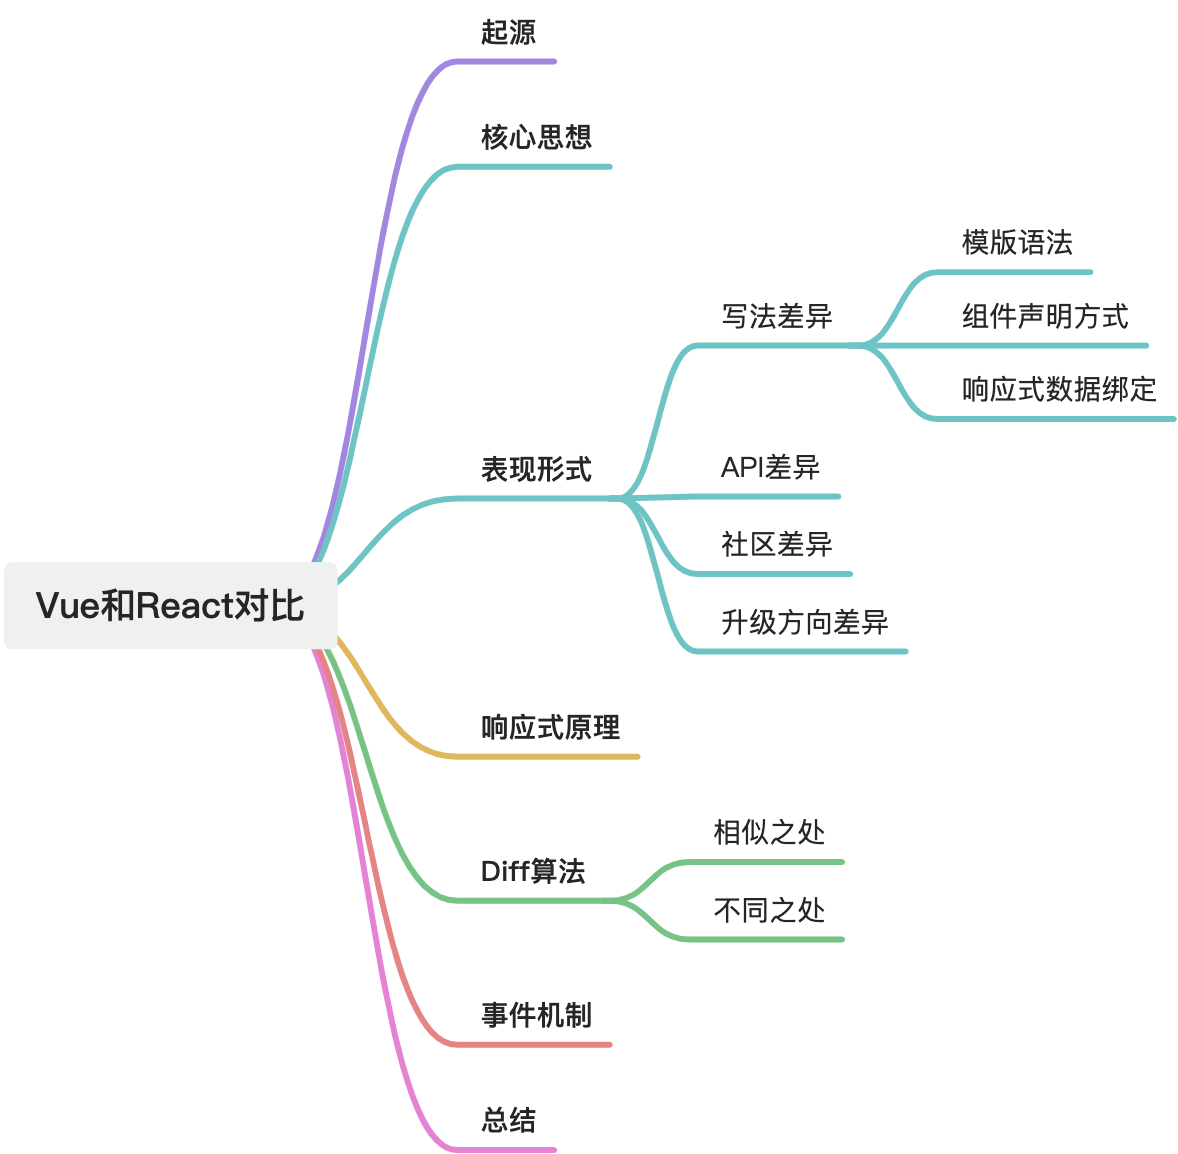 起源
核心思想
模版语法
写法差异
组件声明方式
响应式数据绑定
表现形式
API差异
社区差异
Vue和React对比
升级方向差异
响应式原理
相似之处
Diff算法
不同之处
事件机制
总结